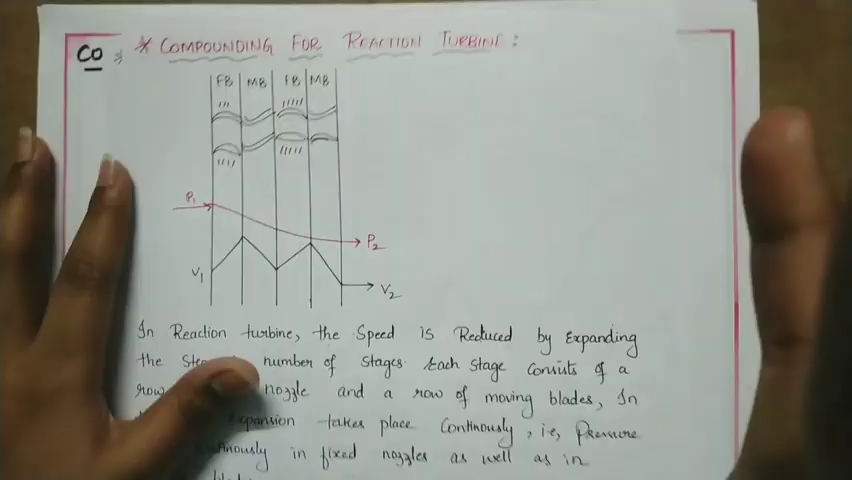 CO : * COMPOUNDING FOR REACTION TURBINE :
FB MB FB MB
P1
P2
V1
V2
In Reaction turbine, the Speed is Reduced by Expanding
the number of stages. Each stage consists of a
row nozzle and a row of moving blades, In
takes place Continously, i.e, Pressure
in fixed nozzles as well as in